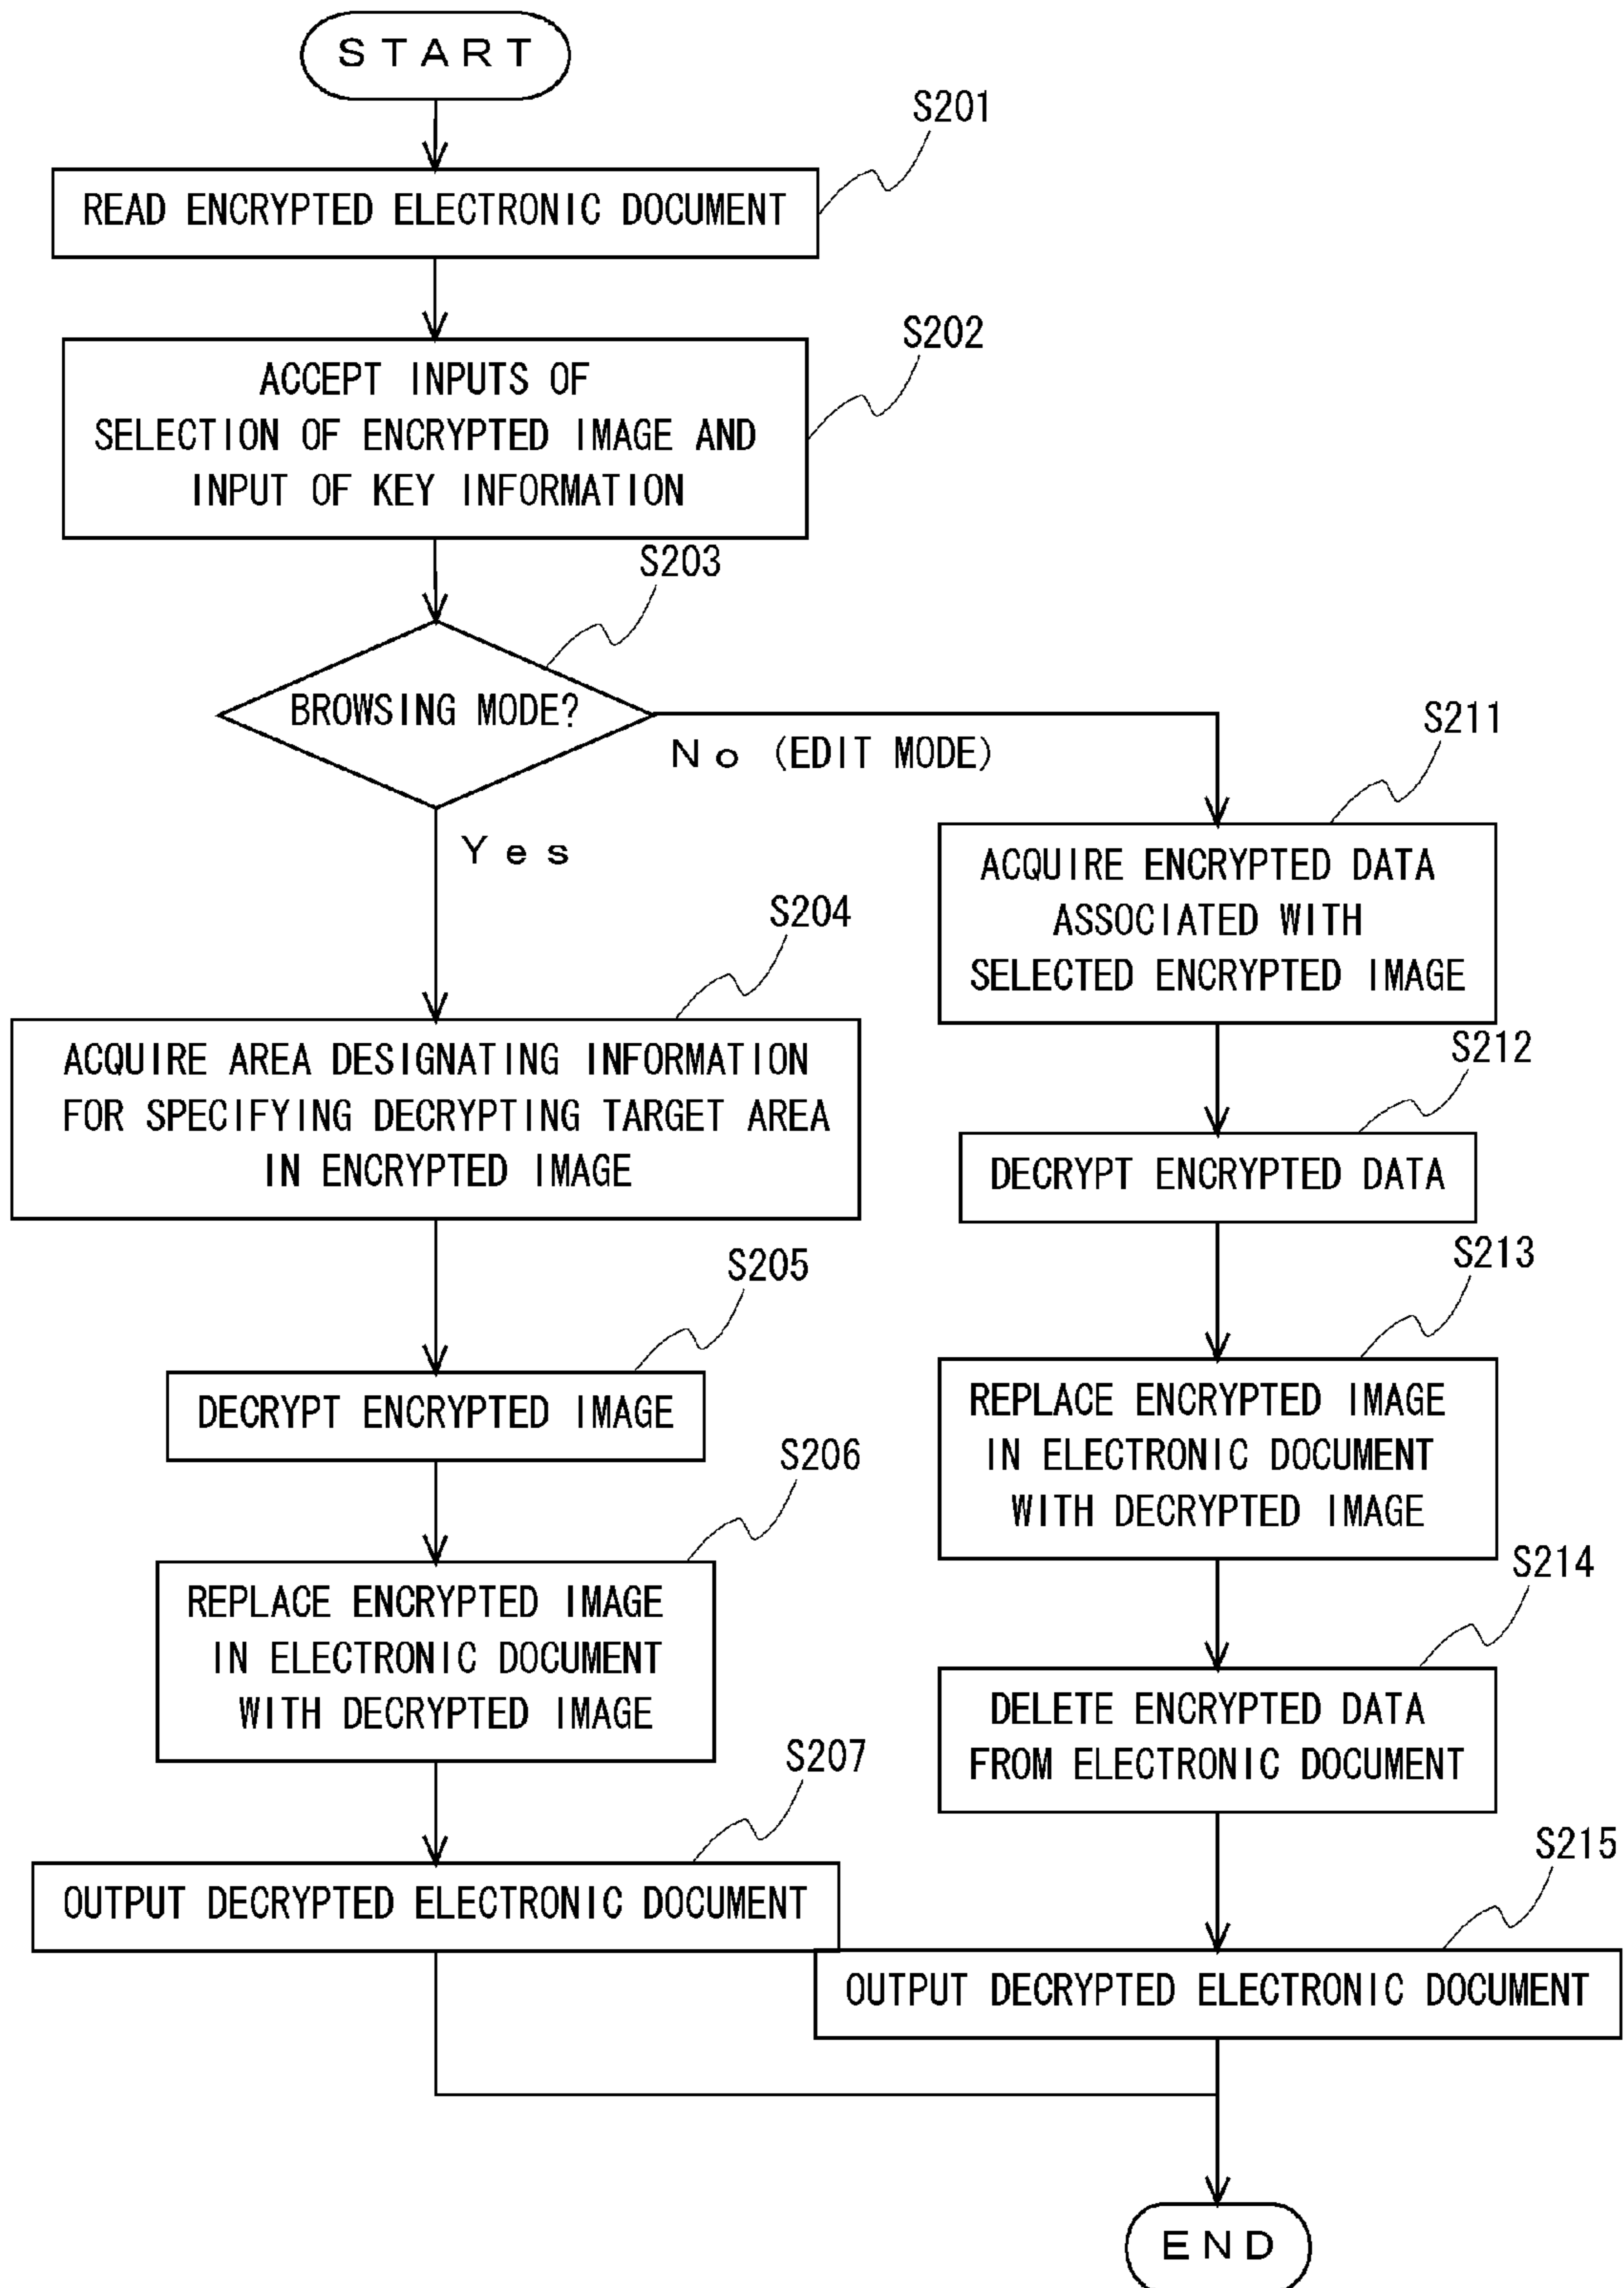 START
S201
READ ENCRYPTED ELECTRONIC DOCUMENT
S202
ACCEPT INPUTS OF
SELECTION OF ENCRYPTED IMAGE AND
INPUT OF KEY INFORMATION
S203
BROWSING MODE?
No (EDIT MODE)
Yes
S204
ACQUIRE AREA DESIGNATING INFORMATION
FOR SPECIFYING DECRYPTING TARGET AREA
IN ENCRYPTED IMAGE
S205
DECRYPT ENCRYPTED IMAGE
S206
REPLACE ENCRYPTED IMAGE
IN ELECTRONIC DOCUMENT
WITH DECRYPTED IMAGE
S207
OUTPUT DECRYPTED ELECTRONIC DOCUMENT
S211
ACQUIRE ENCRYPTED DATA
ASSOCIATED WITH
SELECTED ENCRYPTED IMAGE
S212
DECRYPT ENCRYPTED DATA
S213
REPLACE ENCRYPTED IMAGE
IN ELECTRONIC DOCUMENT
WITH DECRYPTED IMAGE
S214
DELETE ENCRYPTED DATA
FROM ELECTRONIC DOCUMENT
S215
OUTPUT DECRYPTED ELECTRONIC DOCUMENT
END